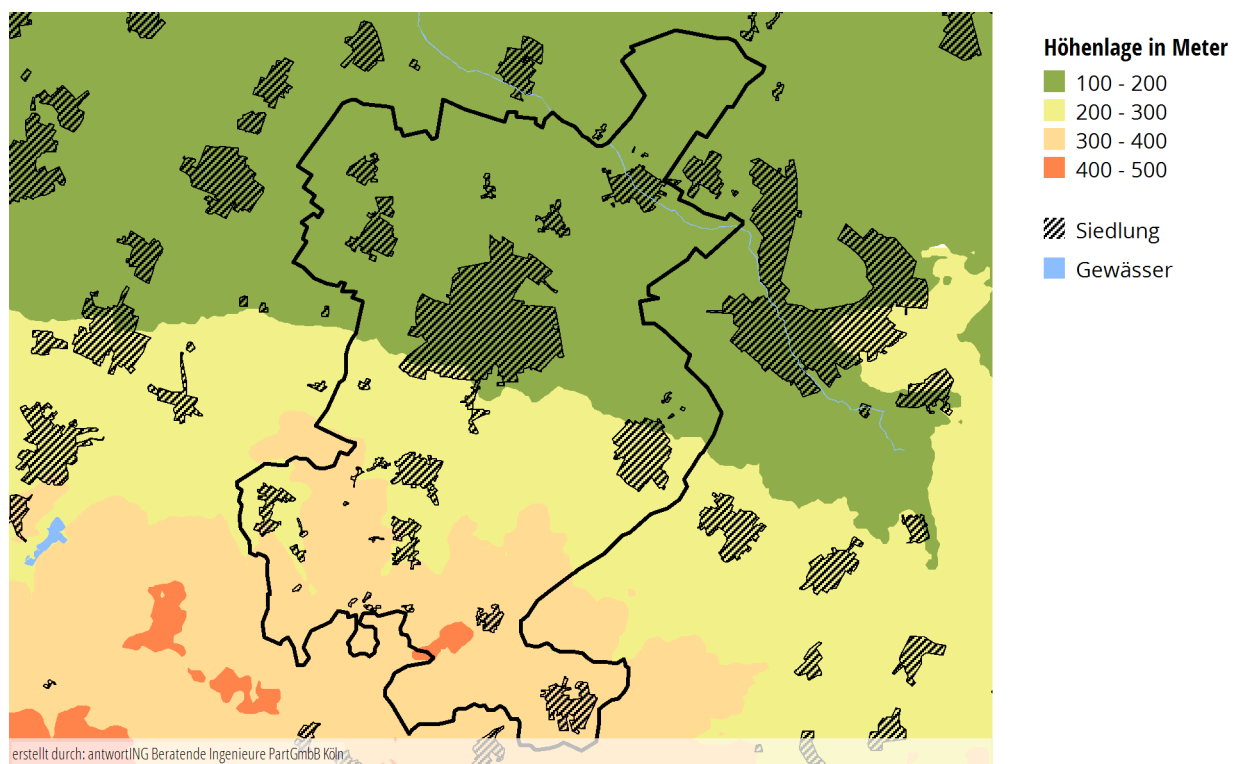 Höhenlage in Meter
100 - 200
200 - 300
300 - 400
400 - 500
Siedlung
Gewässer
erstellt durch: antwortING Beratende Ingenieure PartGmbB Köln